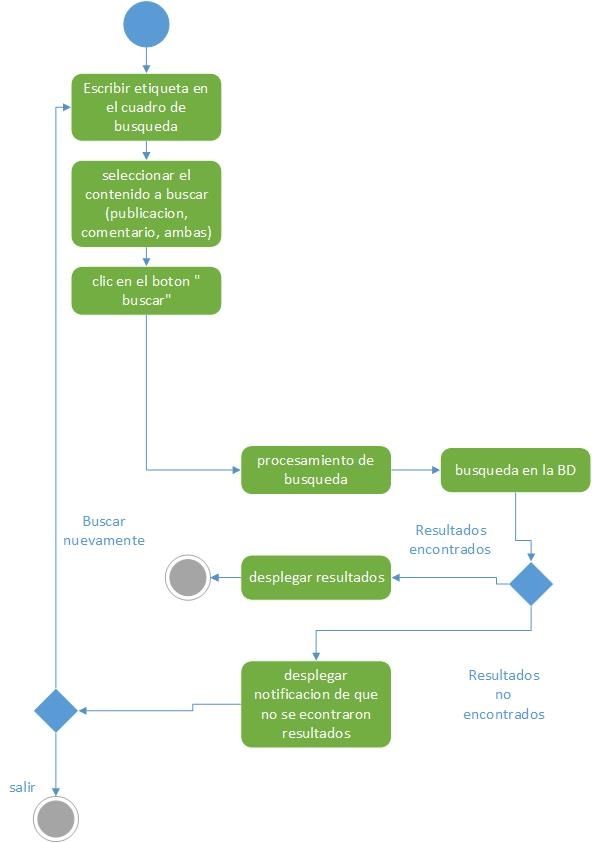 Escribir etiqueta en
el cuadro de
busqueda
seleccionar el
contenido a buscar
(publicacion,
comentario, ambas)
clic en el boton "
buscar"
procesamiento de
busqueda
busqueda en la BD
Buscar
nuevamente
Resultados
encontrados
desplegar resultados
desplegar
notificacion de que
no se econtraron
resultados
Resultados
no
encontrados
salir